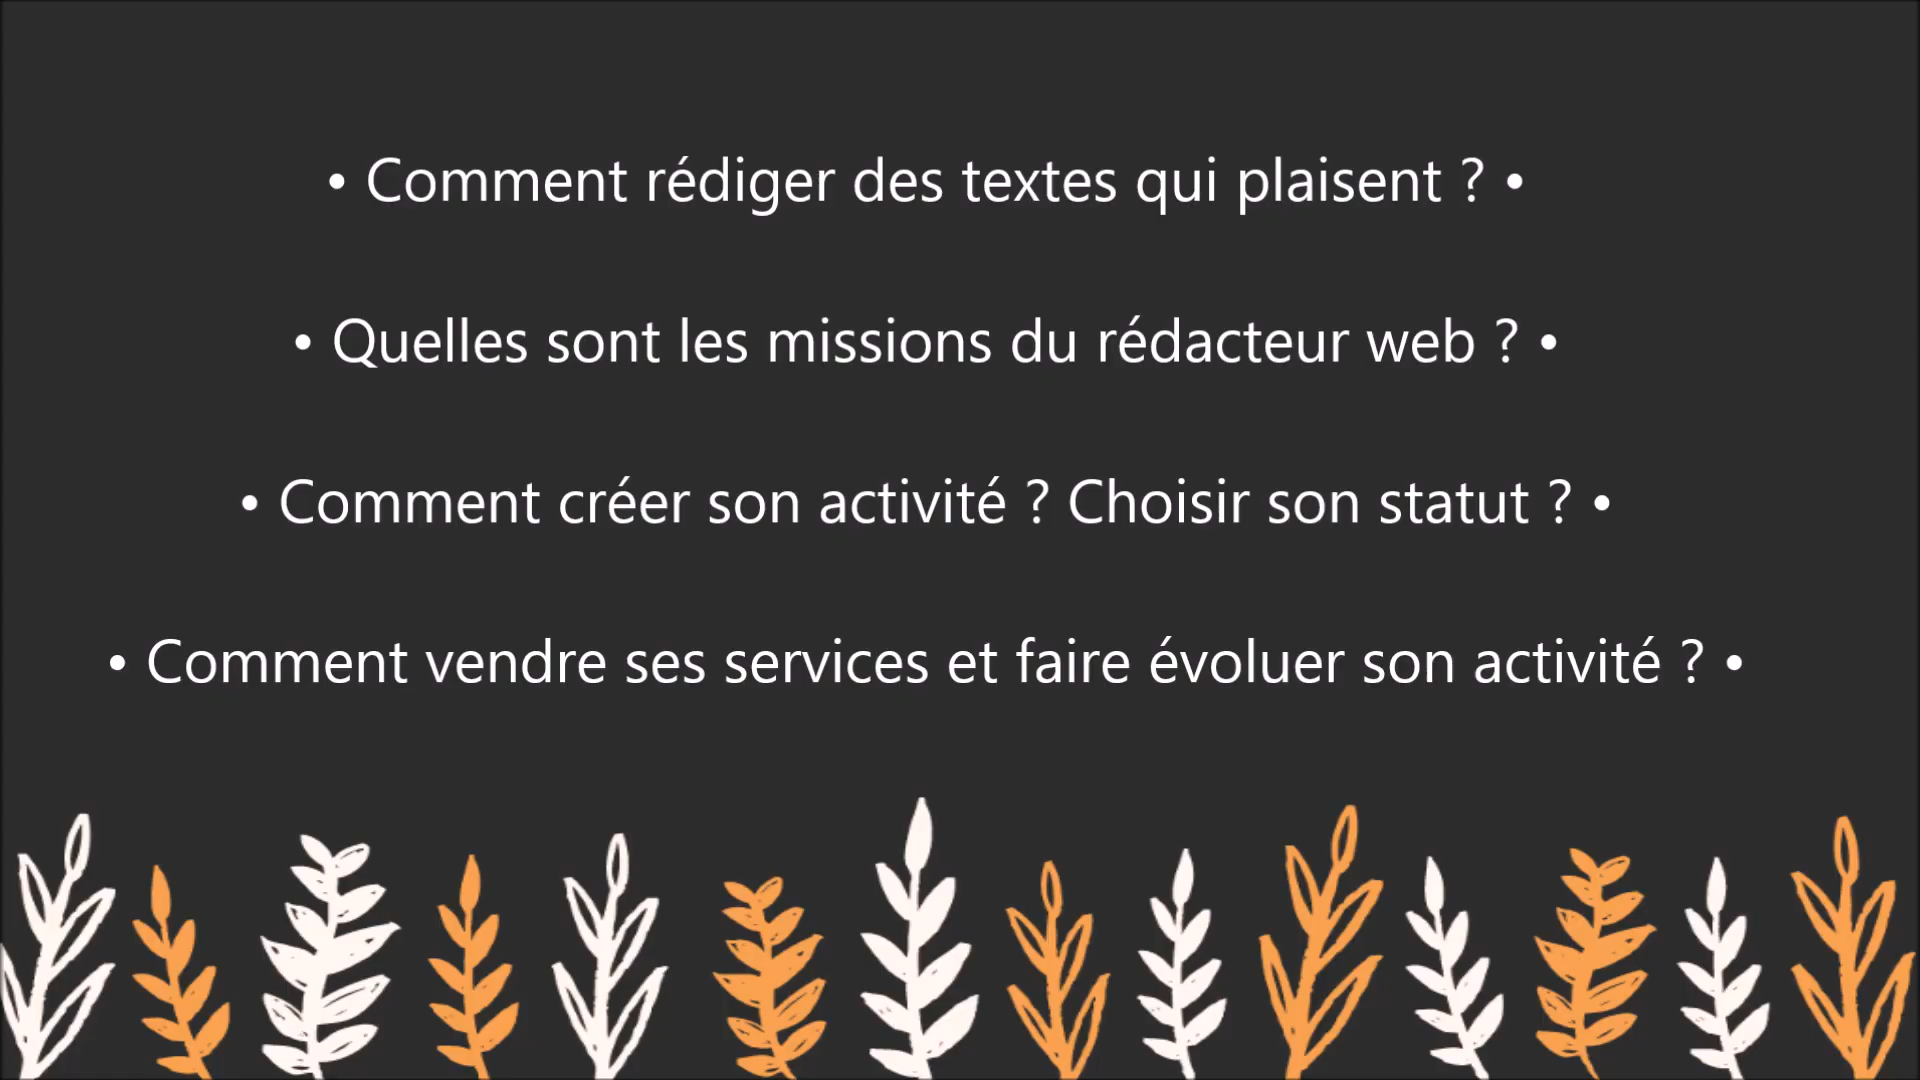 • Comment rédiger des textes qui plaisent ? •
• Quelles sont les missions du rédacteur web ? •
• Comment créer son activité ? Choisir son statut ? •
• Comment vendre ses services et faire évoluer son activité ? •